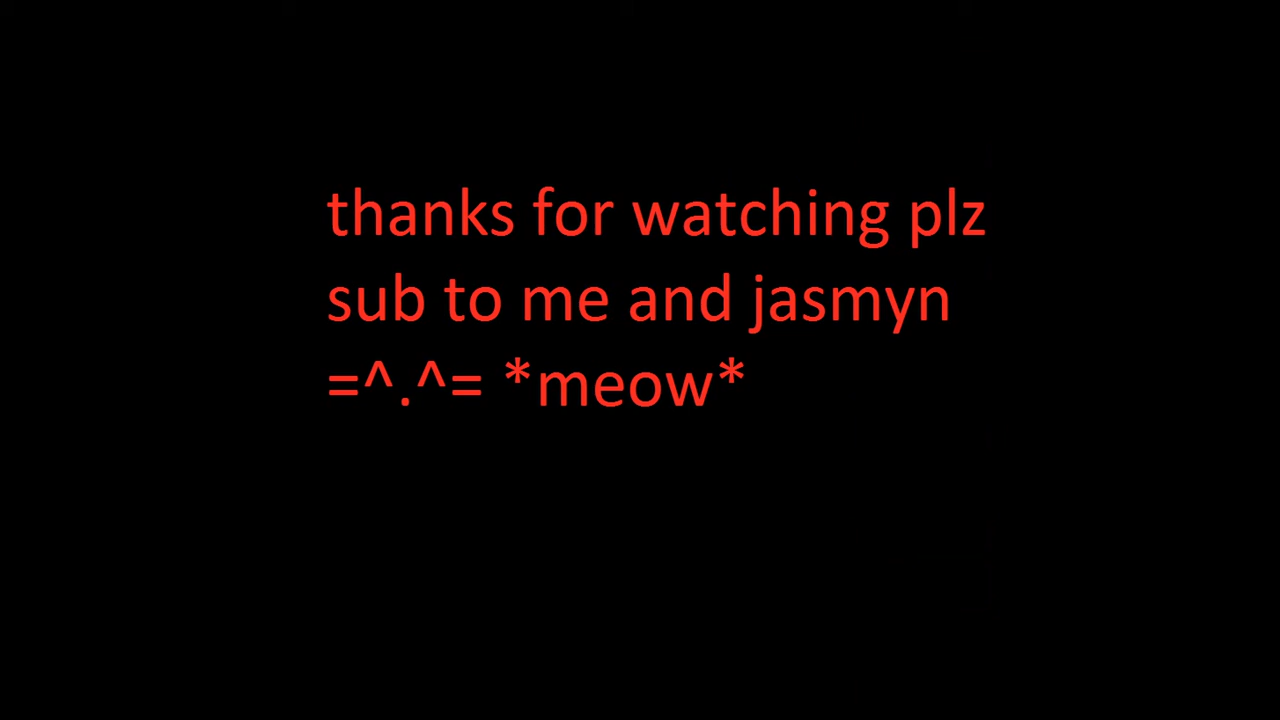 thanks for watching plz
sub to me and jasmyn
=^.^= *meow*